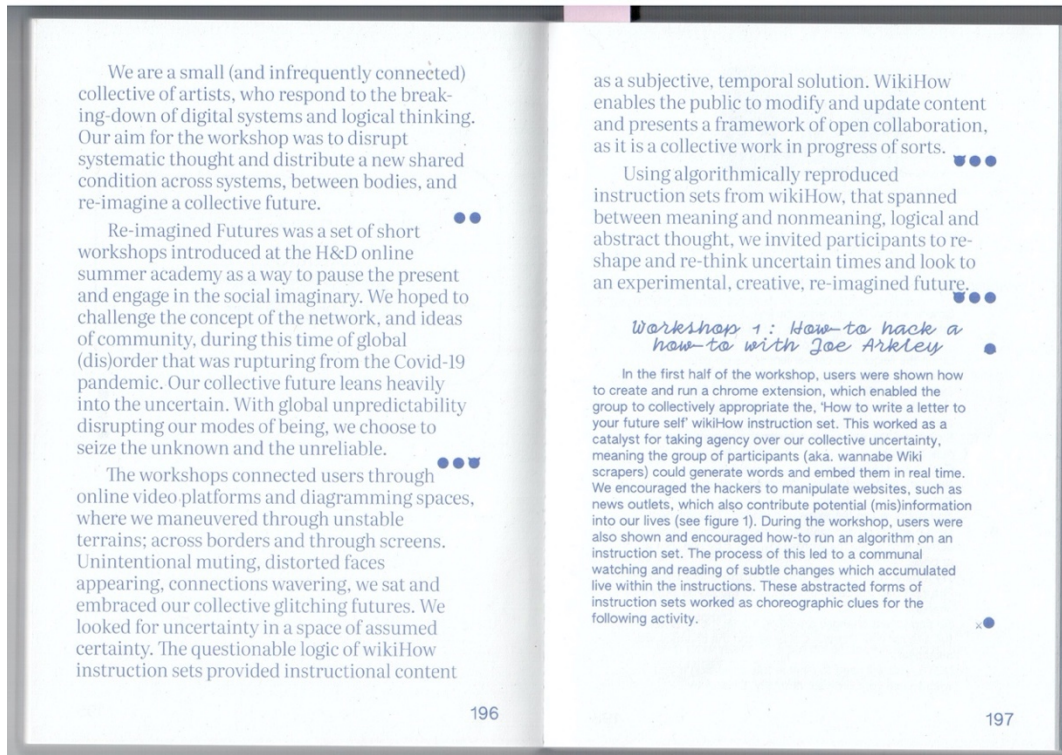 We are a small (and infrequently connected)
collective of artists, who respond to the break-
ing-down of digital systems and logical thinking.
Our aim for the workshop was to disrupt
systematic thought and distribute a new shared
condition across systems, between bodies, and
re-imagine a collective future.
Re-imagined Futures was a set of short
workshops introduced at the H&D online
summer academy as a way to pause the present
and engage in the social imaginary. We hoped to
challenge the concept of the network, and ideas
of community, during this time of global
(dis)order that was rupturing from the Covid-19
pandemic. Our collective future leans heavily
into the uncertain. With global unpredictability
disrupting our modes of being, we choose to
seize the unknown and the unreliable.
The workshops connected users through
online video platforms and diagramming spaces,
where we maneuvered through unstable
terrains; across borders and through screens.
Unintentional muting, distorted faces
appearing, connections wavering, we sat and
embraced our collective glitching futures. We
looked for uncertainty in a space of assumed
certainty. The questionable logic of wikiHow
instruction sets provided instructional content
196
as a subjective, temporal solution. WikiHow
enables the public to modify and update content
and presents a framework of open collaboration,
as it is a collective work in progress of sorts.
Using algorithmically reproduced
instruction sets from wikiHow, that spanned
between meaning and nonmeaning, logical and
abstract thought, we invited participants to re-
shape and re-think uncertain times and look to
an experimental, creative, re-imagined future.
Workshop 1: How-to hack a
how-to with Joe Arkley
In the first half of the workshop, users were shown how
to create and run a chrome extension, which enabled the
group to collectively appropriate the, 'How to write a letter to
your future self' wikiHow instruction set. This worked as a
catalyst for taking agency over our collective uncertainty,
meaning the group of participants (aka. wannabe Wiki
scrapers) could generate words and embed them in real time.
We encouraged the hackers to manipulate websites, such as
news outlets, which also contribute potential (mis)information
into our lives (see figure 1). During the workshop, users were
also shown and encouraged how-to run an algorithm on an
instruction set. The process of this led to a communal
watching and reading of subtle changes which accumulated
live within the instructions. These abstracted forms of
instruction sets worked as choreographic clues for the
following activity.
197